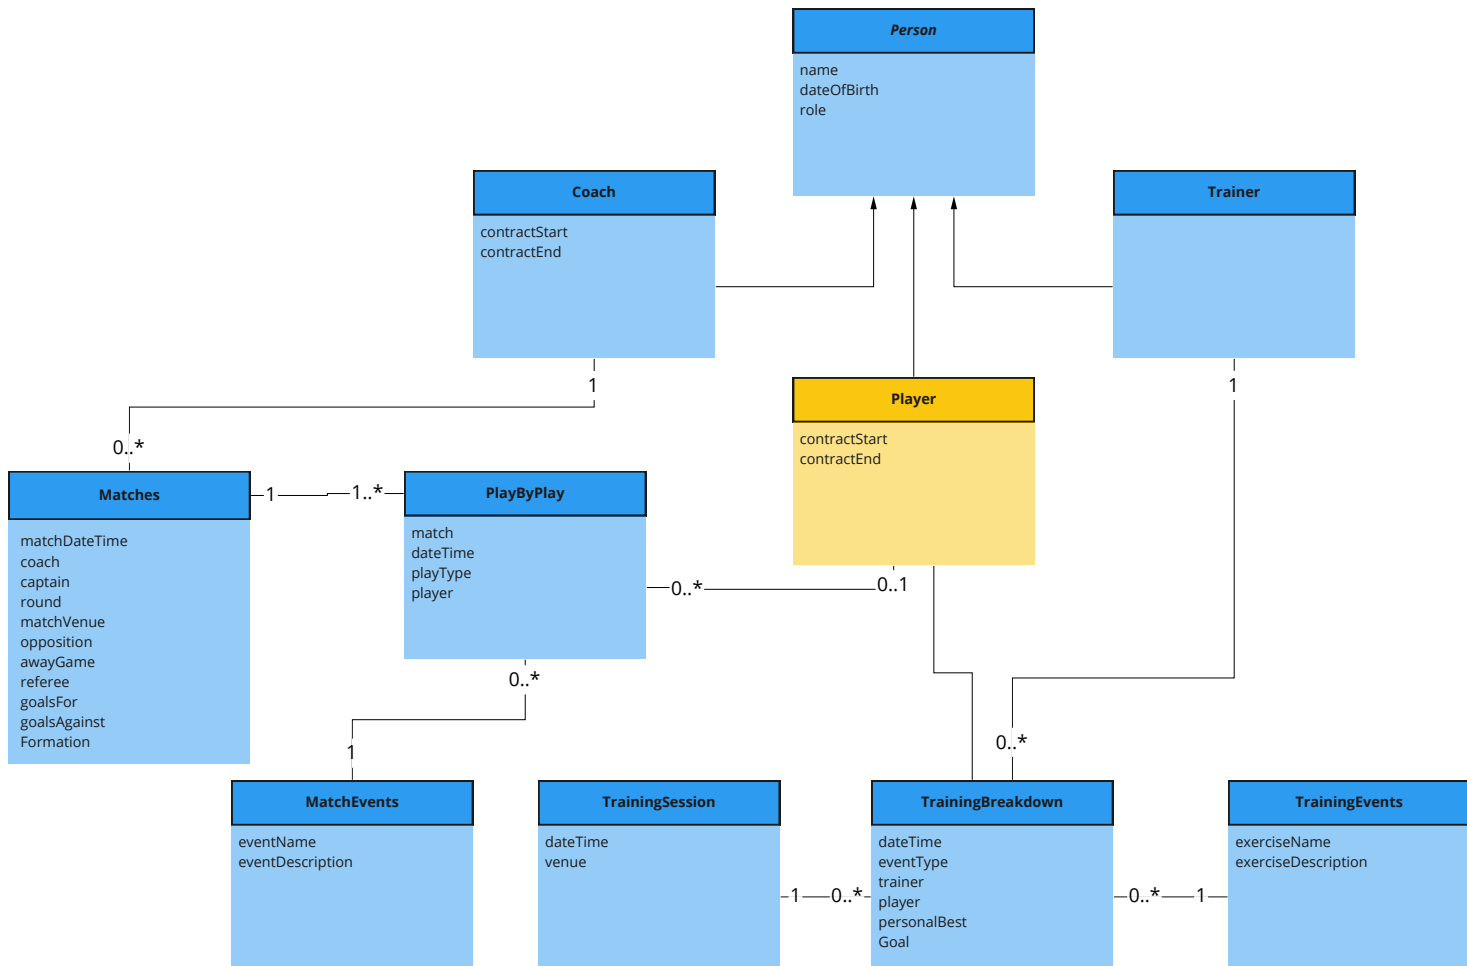 Person
name
dateOfBirth
role
Coach
contractStart
contractEnd
Trainer
1
1
Player
contractStart
contractEnd
0..*
Matches
1
1..*
PlayByPlay
matchDateTime
coach
captain
round
matchVenue
opposition
awayGame
referee
goalsFor
goalsAgainst
Formation
match
dateTime
playType
player
0..*
0..1
0..*
1
0..*
MatchEvents
eventName
eventDescription
TrainingSession
dateTime
venue
1
0..*
TrainingBreakdown
dateTime
eventType
trainer
player
personalBest
Goal
0..*
1
TrainingEvents
exerciseName
exerciseDescription